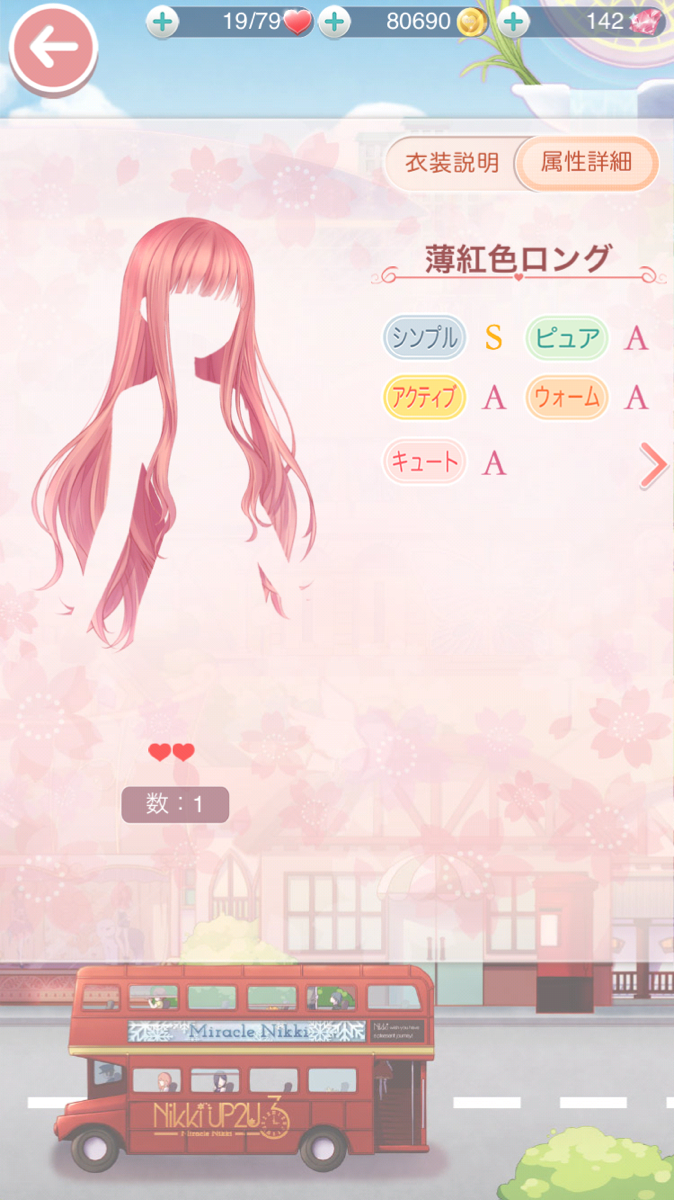 19/79
80690
142
衣装説明
属性詳細
薄紅色ロング
シンプル S ピュア A
アクティブ A ウォーム A
キュート A
数：1
Miracle Nikki
NikkiUP2U3
Miracle Nikki